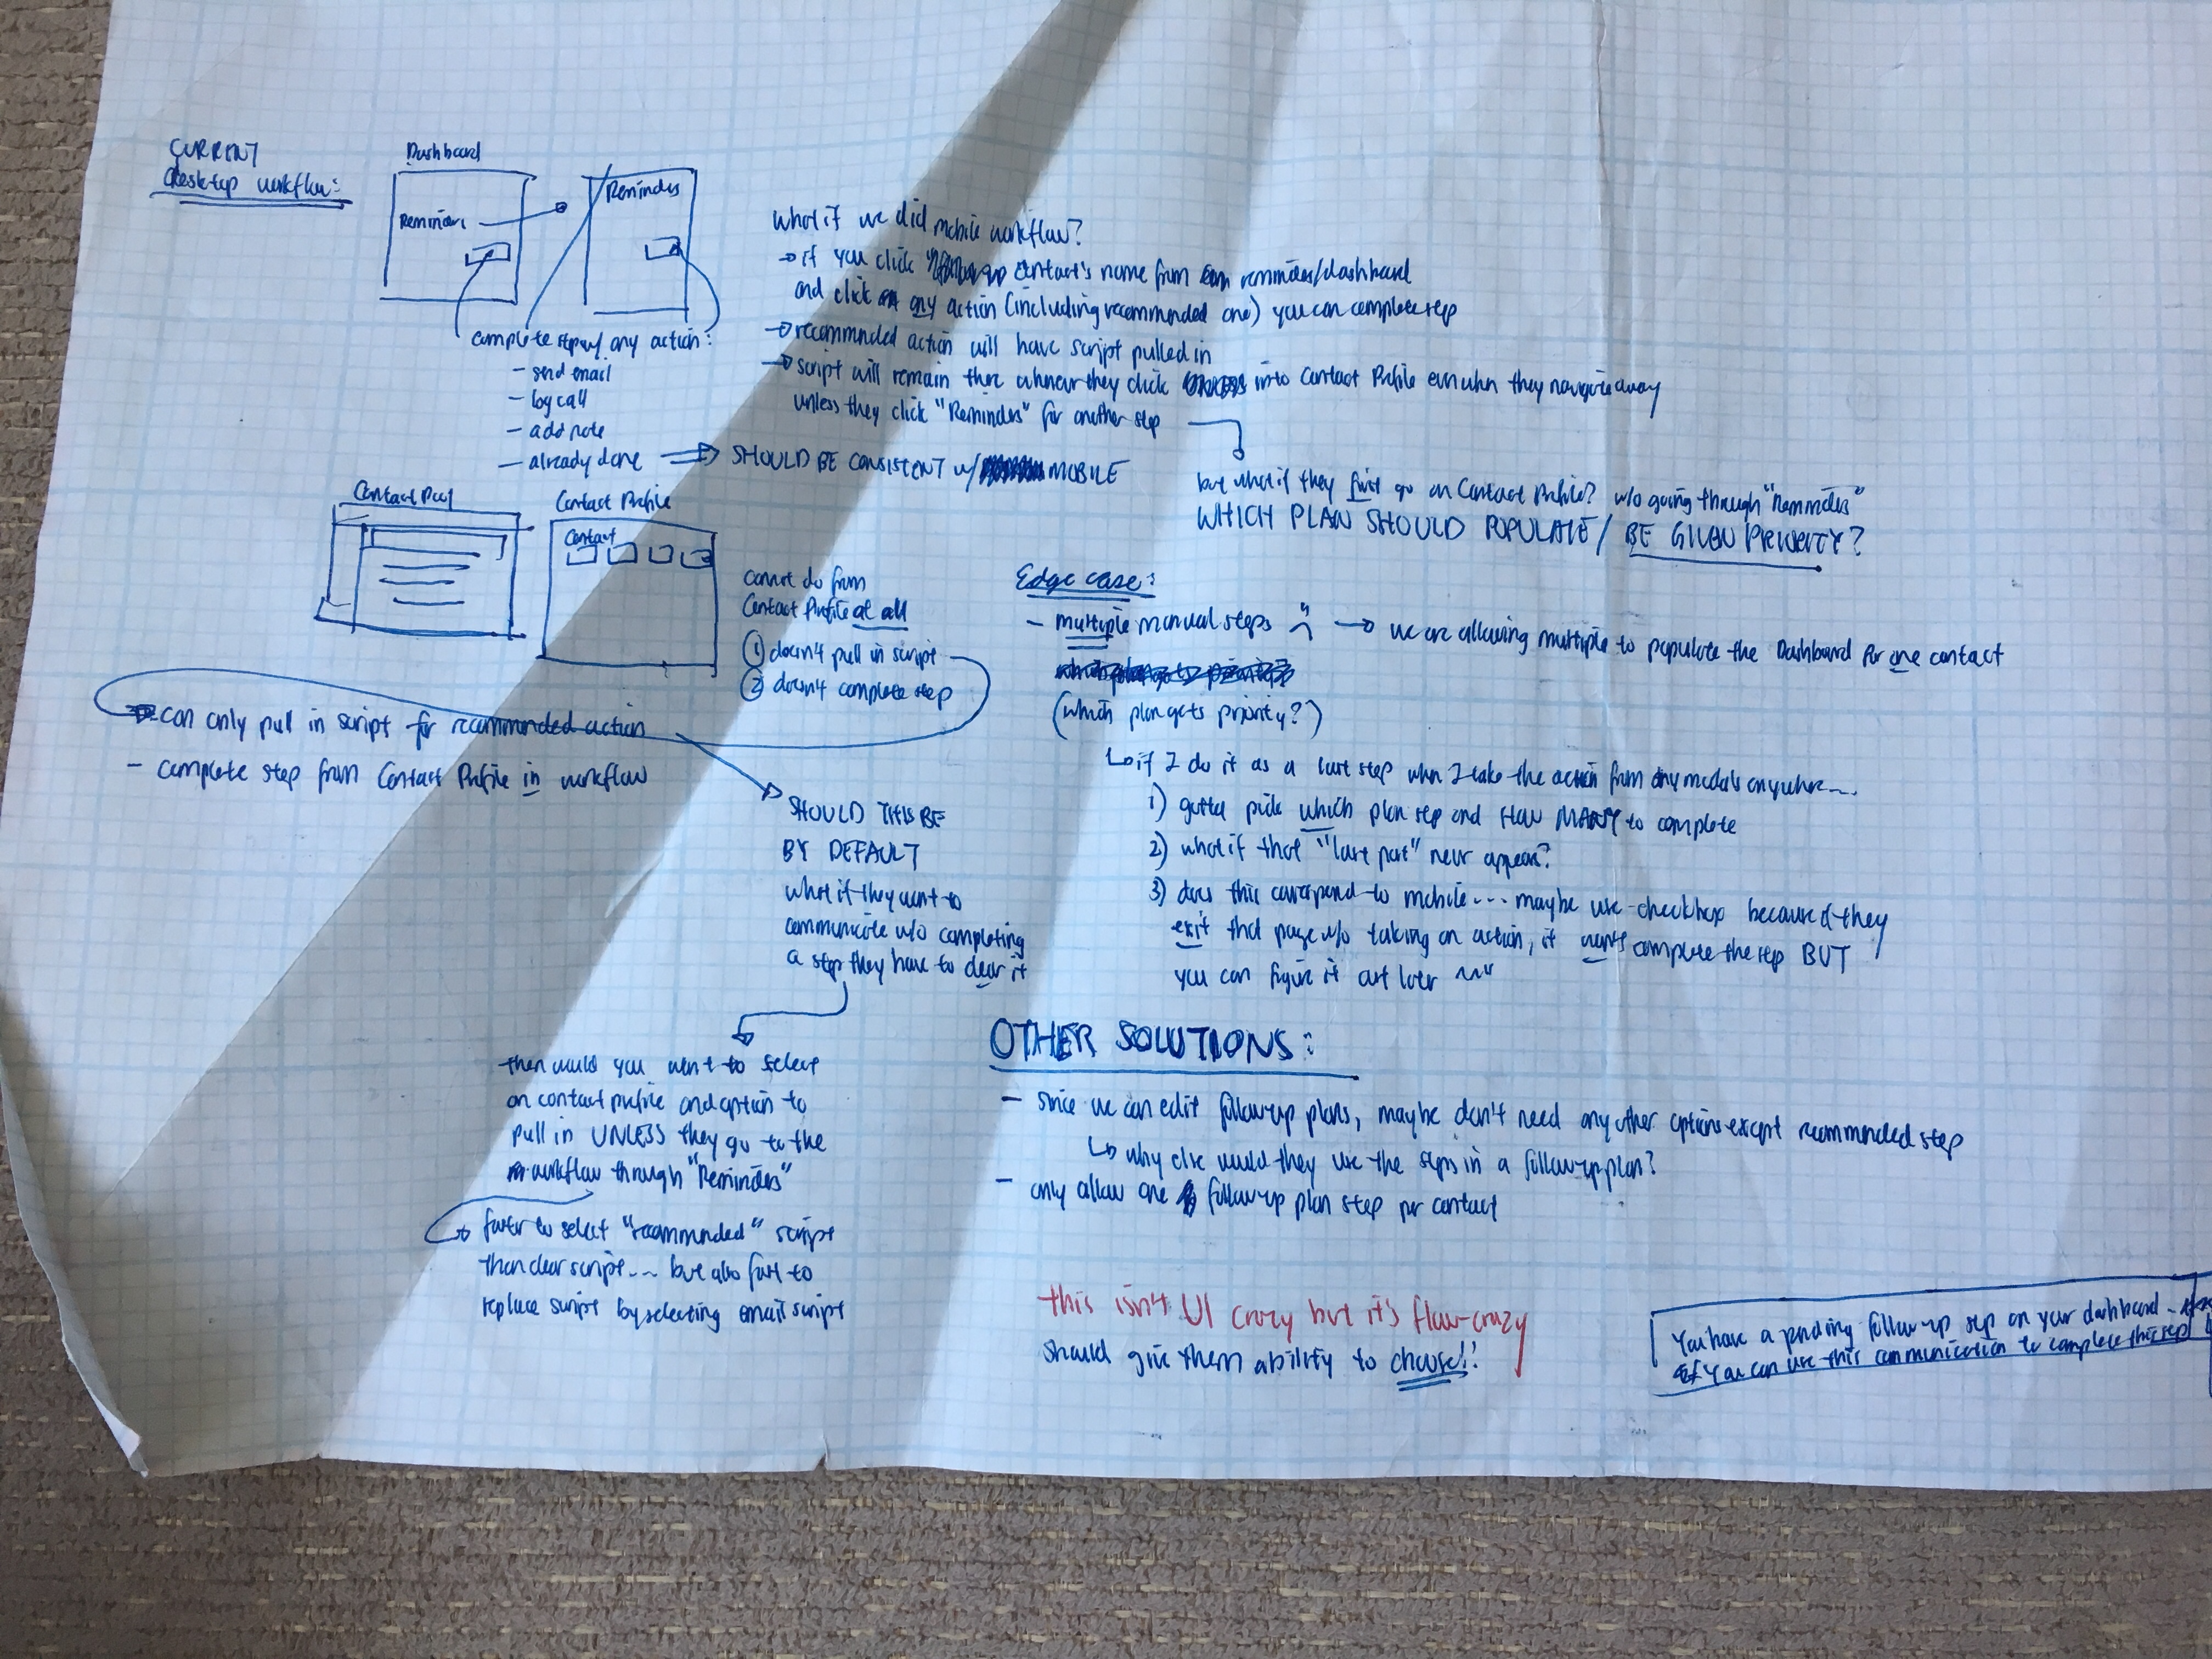 CURRENT
desktop workflow:
Dashboard
Reminders
Reminders
complete step w/ any action:
- send email
- log call
- add note
- already done ⇒ SHOULD BE CONSISTENT w/ MOBILE
What if we did mobile workflow?
→ if you click contact's name from reminders/dashboard
and click any action (including recommended one) you can complete step
→ recommended action will have script pulled in
→ script will remain there whenever they click into Contact Profile even when they navigate away
unless they click "Reminders" for another step
but what if they first go on Contact Profile? w/o going through "Reminders"
WHICH PLAN SHOULD POPULATE / BE GIVEN PRIORITY?
Contact Pool
Contact Profile
Contact
cannot do from
Contact Profile at all
① doesn't pull in script
② doesn't complete step
can only pull in script for recommended action
- complete step from Contact Profile in workflow
SHOULD THIS BE
BY DEFAULT
what if they want to
communicate w/o completing
a step they have to clear it
then would you want to select
on contact profile and option to
pull in UNLESS they go to the
workflow through "Reminders"
faster to select "recommended" script
than clear script... but also fast to
replace script by selecting email script
Edge case:
- multiple manual steps → we are allowing multiple to populate the Dashboard for one contact
(which plan gets priority?)
↳ if I do it as a last step when I take the action from any modals anywhere...
1) gotta pick which plan step and HOW MANY to complete
2) what if that "last part" never appears?
3) does this correspond to mobile... maybe use checkbox because if they
exit that page w/o taking an action, it won't complete the step BUT
you can figure it out later
OTHER SOLUTIONS:
- since we can edit followup plans, maybe don't need any other options except recommended step
↳ why else would they use the steps in a followup plan?
- only allow one followup plan step per contact
this isn't UI crazy but it's flow-crazy
should give them ability to choose!!
You have a pending followup step on your dashboard
You can use this communication to complete this step